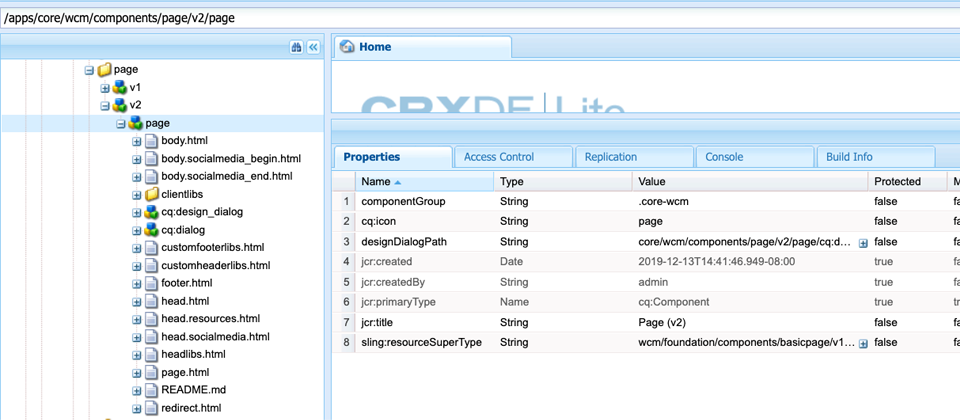 /apps/core/wcm/components/page/v2/page
Home
CRXDE Lite
page
v1
v2
page
body.html
body.socialmedia_begin.html
body.socialmedia_end.html
clientlibs
cq:design_dialog
cq:dialog
customfooterlibs.html
customheaderlibs.html
footer.html
head.html
head.resources.html
head.socialmedia.html
headlibs.html
page.html
README.md
redirect.html
Properties Access Control Replication Console Build Info
Name Type Value Protected M
1 componentGroup String .core-wcm false fa
2 cq:icon String page false fa
3 designDialogPath String core/wcm/components/page/v2/page/cq:d... false fa
4 jcr:created Date 2019-12-13T14:41:46.949-08:00 true fa
5 jcr:createdBy String admin true fa
6 jcr:primaryType Name cq:Component true tr
7 jcr:title String Page (v2) false fa
8 sling:resourceSuperType String wcm/foundation/components/basicpage/v1... false fa